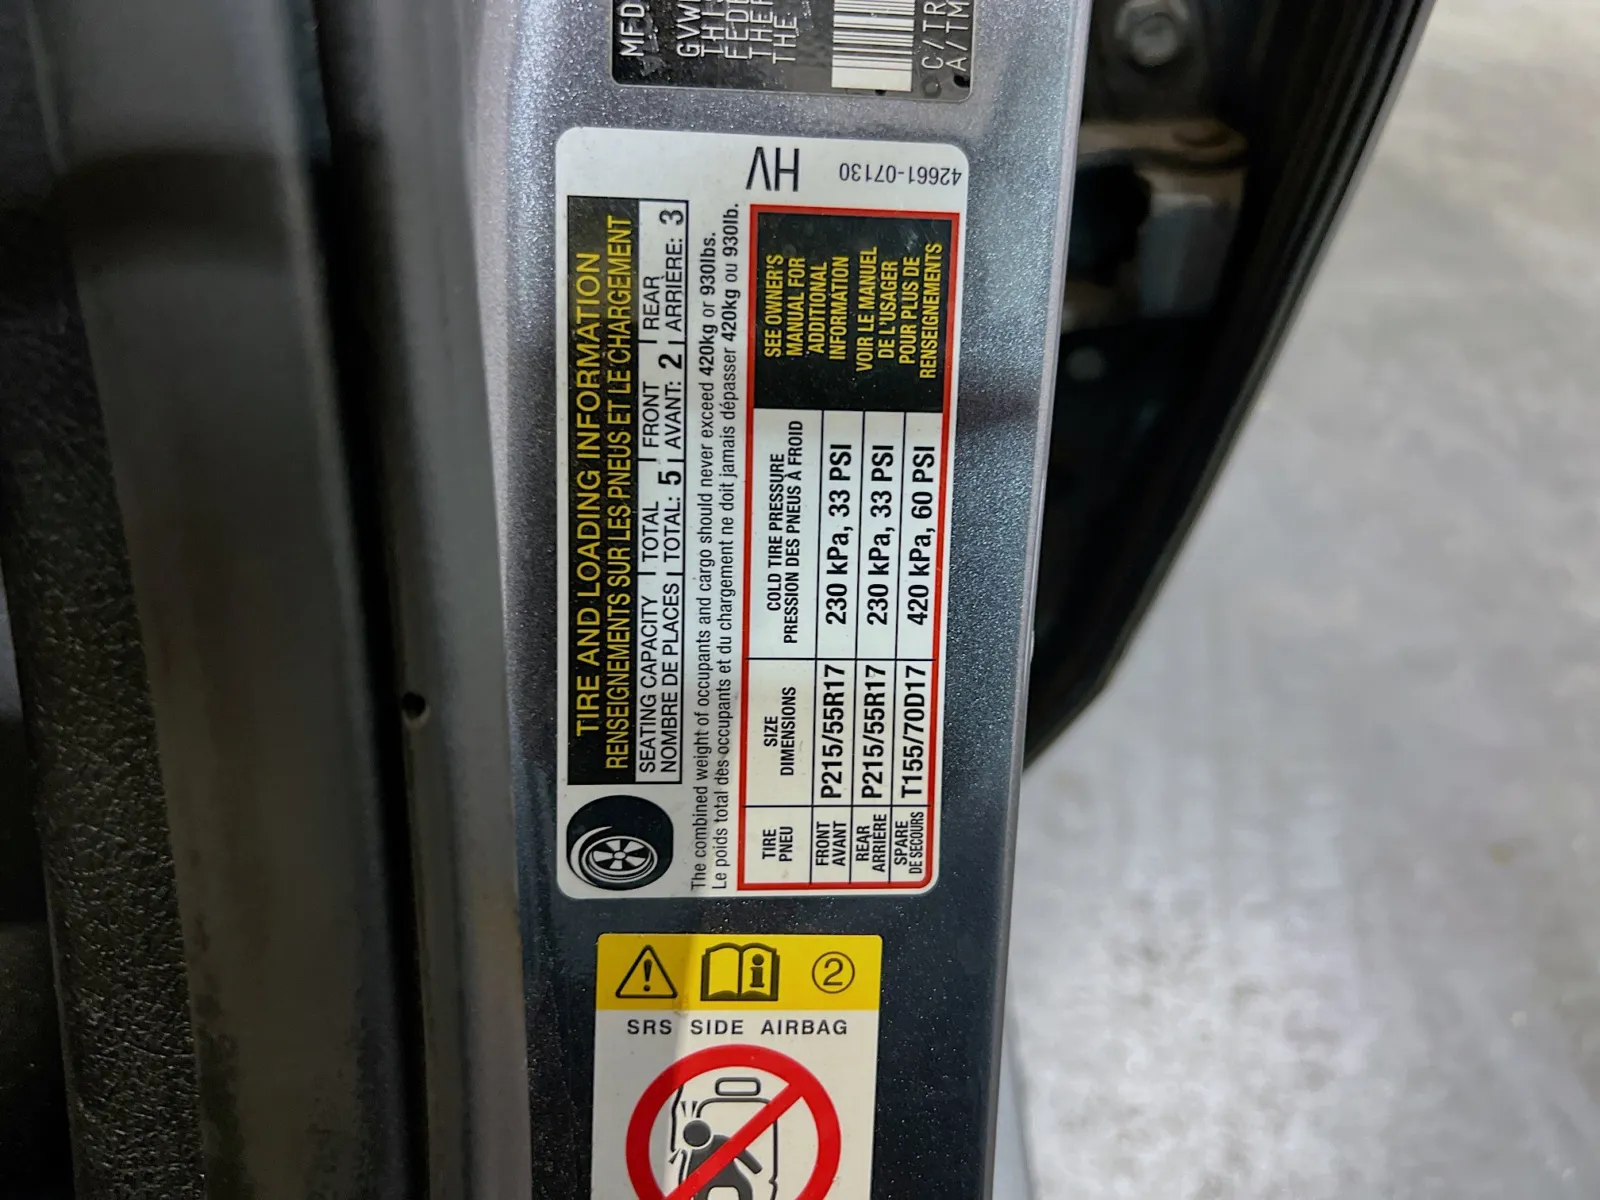 MFD
GVW
THIS
FEDE
THER
THE
C/TR
A/TM
HV
42661-07130
TIRE AND LOADING INFORMATION
RENSEIGNEMENTS SUR LES PNEUS ET LE CHARGEMENT
SEATING CAPACITY | TOTAL | FRONT | REAR
NOMBRE DE PLACES | TOTAL: 5 | AVANT: 2 | ARRIÈRE: 3
The combined weight of occupants and cargo should never exceed 420kg or 930lbs.
Le poids total des occupants et du chargement ne doit jamais dépasser 420kg ou 930lb.
TIRE SIZE COLD TIRE PRESSURE
PNEU DIMENSIONS PRESSION DES PNEUS À FROID
FRONT
AVANT P215/55R17 230 kPa, 33 PSI
REAR
ARRIÈRE P215/55R17 230 kPa, 33 PSI
SPARE
DE SECOURS T155/70D17 420 kPa, 60 PSI
SEE OWNER'S
MANUAL FOR
ADDITIONAL
INFORMATION
VOIR LE MANUEL
DE L'USAGER
POUR PLUS DE
RENSEIGNEMENTS
2
SRS SIDE AIRBAG